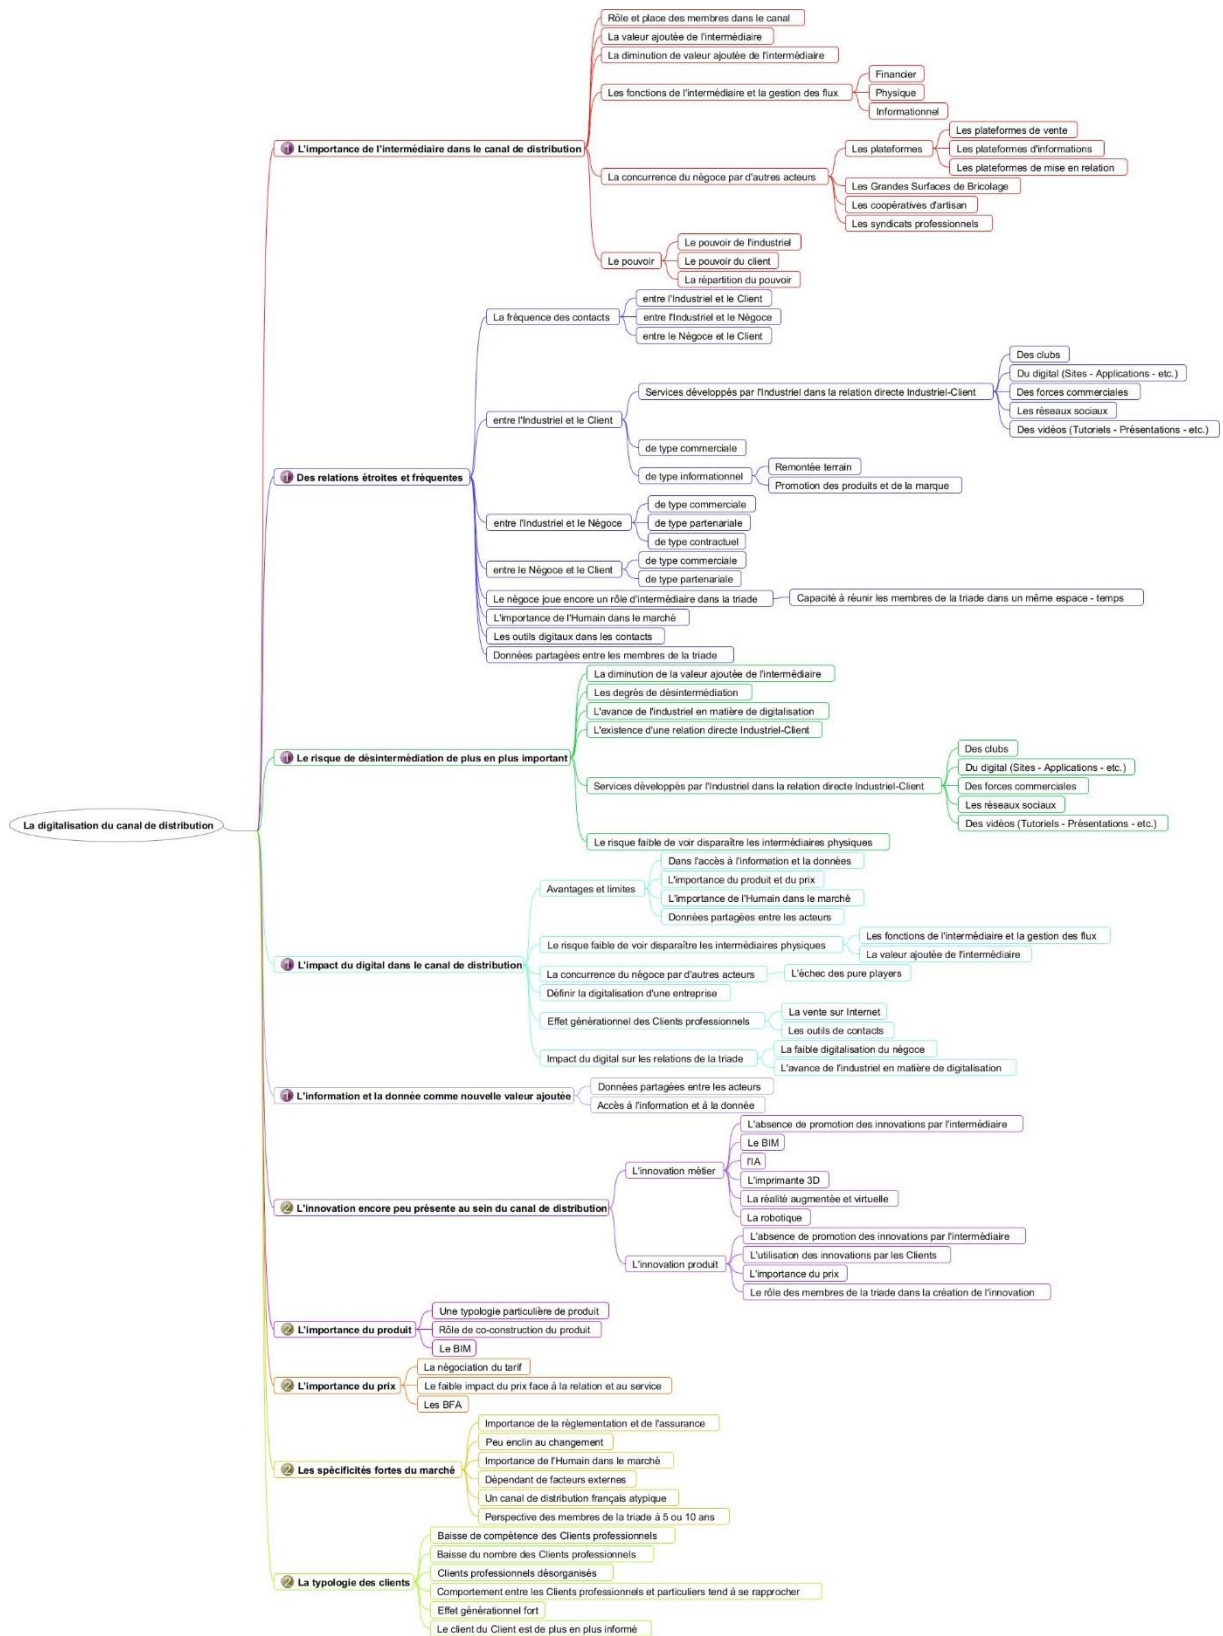 Rôle et place des membres dans le canal
La valeur ajoutée de l'intermédiaire
La diminution de valeur ajoutée de l'intermédiaire
Les fonctions de l'intermédiaire et la gestion des flux
Financier
Physique
Informationnel
1 L'importance de l'intermédiaire dans le canal de distribution
La concurrence du négoce par d'autres acteurs
Les plateformes
Les plateformes de vente
Les plateformes d'informations
Les plateformes de mise en relation
Les Grandes Surfaces de Bricolage
Les coopératives d'artisan
Les syndicats professionnels
Le pouvoir
Le pouvoir de l'industriel
Le pouvoir du client
La répartition du pouvoir
La fréquence des contacts
entre l'Industriel et le Client
entre l'Industriel et le Négoce
entre le Négoce et le Client
entre l'Industriel et le Client
Services développés par l'Industriel dans la relation directe Industriel-Client
Des clubs
Du digital (Sites - Applications - etc.)
Des forces commerciales
Les réseaux sociaux
Des vidéos (Tutoriels - Présentations - etc.)
de type commerciale
de type informationnel
Remontée terrain
Promotion des produits et de la marque
1 Des relations étroites et fréquentes
entre l'Industriel et le Négoce
de type commerciale
de type partenariale
de type contractuel
entre le Négoce et le Client
de type commerciale
de type partenariale
Le négoce joue encore un rôle d'intermédiaire dans la triade
Capacité à réunir les membres de la triade dans un même espace - temps
L'importance de l'Humain dans le marché
Les outils digitaux dans les contacts
Données partagées entre les membres de la triade
La diminution de la valeur ajoutée de l'intermédiaire
Les degrés de désintermédiation
L'avance de l'industriel en matière de digitalisation
L'existence d'une relation directe Industriel-Client
1 Le risque de désintermédiation de plus en plus important
Services développés par l'Industriel dans la relation directe Industriel-Client
Des clubs
Du digital (Sites - Applications - etc.)
Des forces commerciales
Les réseaux sociaux
Des vidéos (Tutoriels - Présentations - etc.)
Le risque faible de voir disparaître les intermédiaires physiques
La digitalisation du canal de distribution
Avantages et limites
Dans l'accès à l'information et la données
L'importance du produit et du prix
L'importance de l'Humain dans le marché
Données partagées entre les acteurs
Le risque faible de voir disparaître les intermédiaires physiques
Les fonctions de l'intermédiaire et la gestion des flux
La valeur ajoutée de l'intermédiaire
1 L'impact du digital dans le canal de distribution
La concurrence du négoce par d'autres acteurs
L'échec des pure players
Définir la digitalisation d'une entreprise
Effet générationnel des Clients professionnels
La vente sur Internet
Les outils de contacts
Impact du digital sur les relations de la triade
La faible digitalisation du négoce
L'avance de l'industriel en matière de digitalisation
1 L'information et la donnée comme nouvelle valeur ajoutée
Données partagées entre les acteurs
Accès à l'information et à la donnée
2 L'innovation encore peu présente au sein du canal de distribution
L'innovation métier
L'absence de promotion des innovations par l'intermédiaire
Le BIM
l'IA
L'imprimante 3D
La réalité augmentée et virtuelle
La robotique
L'innovation produit
L'absence de promotion des innovations par l'intermédiaire
L'utilisation des innovations par les Clients
L'importance du prix
Le rôle des membres de la triade dans la création de l'innovation
2 L'importance du produit
Une typologie particulière de produit
Rôle de co-construction du produit
Le BIM
2 L'importance du prix
La négociation du tarif
Le faible impact du prix face à la relation et au service
Les BFA
2 Les spécificités fortes du marché
Importance de la règlementation et de l'assurance
Peu enclin au changement
Importance de l'Humain dans le marché
Dépendant de facteurs externes
Un canal de distribution français atypique
Perspective des membres de la triade à 5 ou 10 ans
2 La typologie des clients
Baisse de compétence des Clients professionnels
Baisse du nombre des Clients professionnels
Clients professionnels désorganisés
Comportement entre les Clients professionnels et particuliers tend à se rapprocher
Effet générationnel fort
Le client du Client est de plus en plus informé